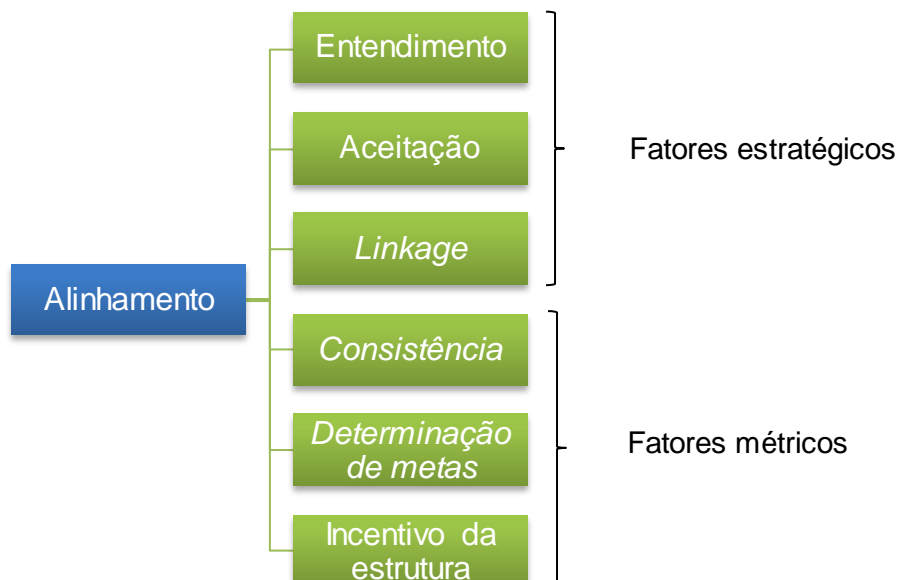 Entendimento
Aceitação
Fatores estratégicos
Linkage
Alinhamento
Consistência
Determinação
de metas
Fatores métricos
Incentivo da
estrutura